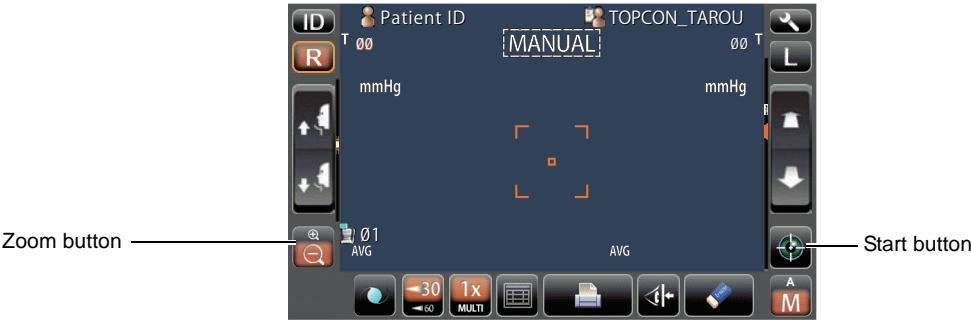 ID
Patient ID
TOPCON_TAROU
T 00
MANUAL
00 T
R
L
mmHg
mmHg
Zoom button
01
AVG
AVG
Start button
30
60
1x
MULTI
A
M